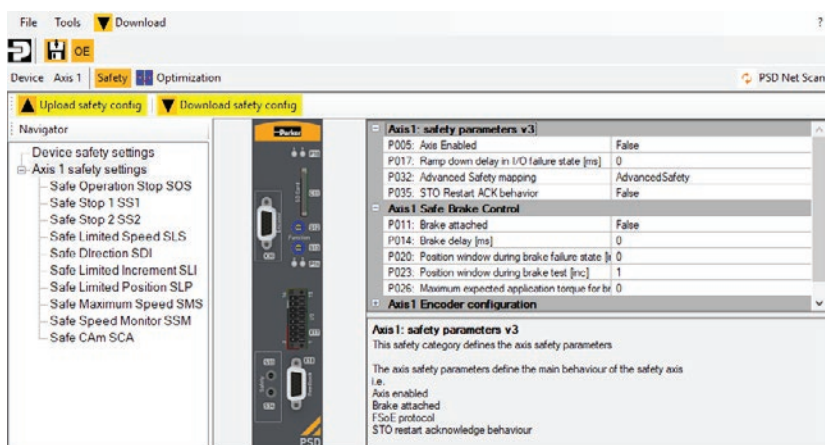 File Tools Download ?
OE
Device Axis 1 Safety Optimization PSD Net Scan
Upload safety config Download safety config
Navigator
Device safety settings
Axis 1 safety settings
Safe Operation Stop SOS
Safe Stop 1 SS1
Safe Stop 2 SS2
Safe Limited Speed SLS
Safe Direction SDI
Safe Limited Increment SLI
Safe Limited Position SLP
Safe Maximum Speed SMS
Safe Speed Monitor SSM
Safe CAm SCA
Parker
SD Card
Function
Safety
Feedback
PSD
Axis1: safety parameters v3
P005: Axis Enabled False
P017: Ramp down delay in I/O failure state [ms] 0
P032: Advanced Safety mapping AdvancedSafety
P035: STO Restart ACK behavior False
Axis1 Safe Brake Control
P011: Brake attached False
P014: Brake delay [ms] 0
P020: Position window during brake failure state [i 0
P023: Position window during brake test [inc] 1
P026: Maximum expected application torque for br 0
Axis1 Encoder configuration
Axis1: safety parameters v3
This safety category defines the axis safety parameters
The axis safety parameters define the main behaviour of the safety axis
i.e.
Axis enabled
Brake attached
FSoE protocol
STO restart acknowledge behaviour